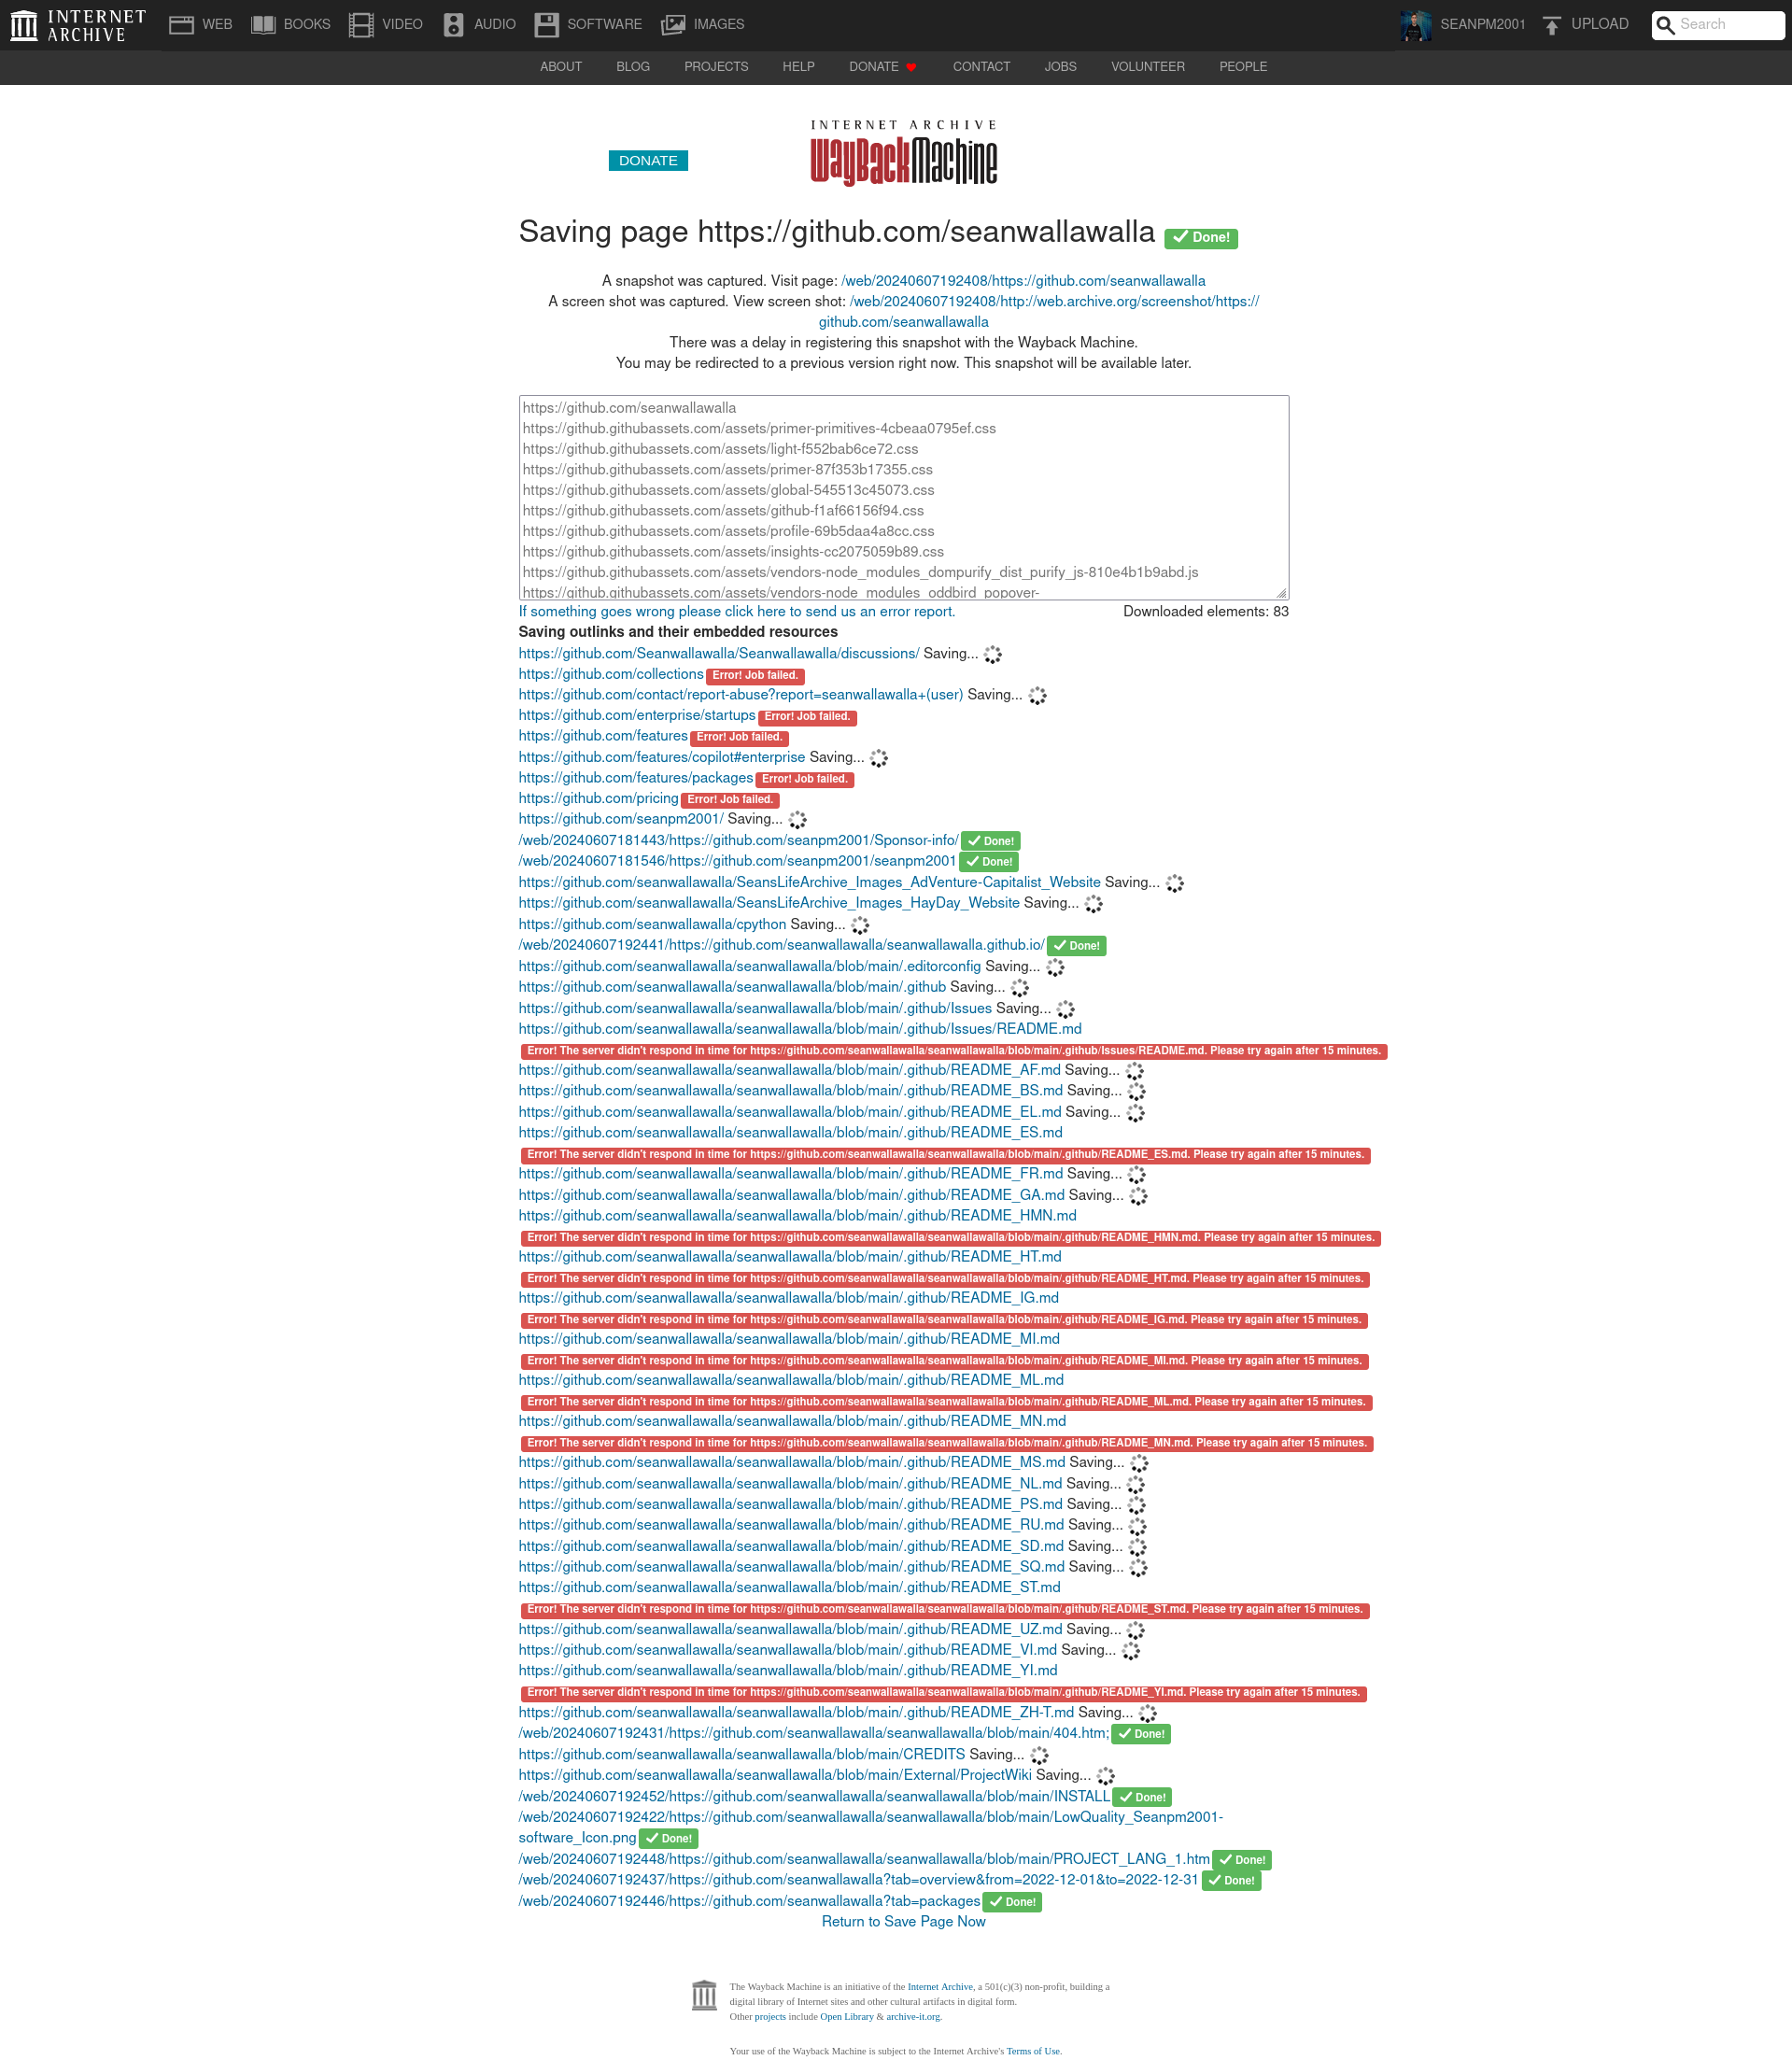 INTERNET ARCHIVE WEB BOOKS VIDEO AUDIO SOFTWARE IMAGES SEANPM2001 UPLOAD Search
ABOUT BLOG PROJECTS HELP DONATE CONTACT JOBS VOLUNTEER PEOPLE
INTERNET ARCHIVE
DONATE WayBackMachine
Saving page https://github.com/seanwallawalla Done!
A snapshot was captured. Visit page: /web/20240607192408/https://github.com/seanwallawalla
A screen shot was captured. View screen shot: /web/20240607192408/http://web.archive.org/screenshot/https://
github.com/seanwallawalla
There was a delay in registering this snapshot with the Wayback Machine.
You may be redirected to a previous version right now. This snapshot will be available later.
https://github.com/seanwallawalla
https://github.githubassets.com/assets/primer-primitives-4cbeaa0795ef.css
https://github.githubassets.com/assets/light-f552bab6ce72.css
https://github.githubassets.com/assets/primer-87f353b17355.css
https://github.githubassets.com/assets/global-545513c45073.css
https://github.githubassets.com/assets/github-f1af66156f94.css
https://github.githubassets.com/assets/profile-69b5daa4a8cc.css
https://github.githubassets.com/assets/insights-cc2075059b89.css
https://github.githubassets.com/assets/vendors-node_modules_dompurify_dist_purify_js-810e4b1b9abd.js
https://github.githubassets.com/assets/vendors-node_modules_oddbird_popover-
If something goes wrong please click here to send us an error report. Downloaded elements: 83
Saving outlinks and their embedded resources
https://github.com/Seanwallawalla/Seanwallawalla/discussions/ Saving...
https://github.com/collections Error! Job failed.
https://github.com/contact/report-abuse?report=seanwallawalla+(user) Saving...
https://github.com/enterprise/startups Error! Job failed.
https://github.com/features Error! Job failed.
https://github.com/features/copilot#enterprise Saving...
https://github.com/features/packages Error! Job failed.
https://github.com/pricing Error! Job failed.
https://github.com/seanpm2001/ Saving...
/web/20240607181443/https://github.com/seanpm2001/Sponsor-info/ Done!
/web/20240607181546/https://github.com/seanpm2001/seanpm2001 Done!
https://github.com/seanwallawalla/SeansLifeArchive_Images_AdVenture-Capitalist_Website Saving...
https://github.com/seanwallawalla/SeansLifeArchive_Images_HayDay_Website Saving...
https://github.com/seanwallawalla/cpython Saving...
/web/20240607192441/https://github.com/seanwallawalla/seanwallawalla.github.io/ Done!
https://github.com/seanwallawalla/seanwallawalla/blob/main/.editorconfig Saving...
https://github.com/seanwallawalla/seanwallawalla/blob/main/.github Saving...
https://github.com/seanwallawalla/seanwallawalla/blob/main/.github/Issues Saving...
https://github.com/seanwallawalla/seanwallawalla/blob/main/.github/Issues/README.md
Error! The server didn't respond in time for https://github.com/seanwallawalla/seanwallawalla/blob/main/.github/Issues/README.md. Please try again after 15 minutes.
https://github.com/seanwallawalla/seanwallawalla/blob/main/.github/README_AF.md Saving...
https://github.com/seanwallawalla/seanwallawalla/blob/main/.github/README_BS.md Saving...
https://github.com/seanwallawalla/seanwallawalla/blob/main/.github/README_EL.md Saving...
https://github.com/seanwallawalla/seanwallawalla/blob/main/.github/README_ES.md
Error! The server didn't respond in time for https://github.com/seanwallawalla/seanwallawalla/blob/main/.github/README_ES.md. Please try again after 15 minutes.
https://github.com/seanwallawalla/seanwallawalla/blob/main/.github/README_FR.md Saving...
https://github.com/seanwallawalla/seanwallawalla/blob/main/.github/README_GA.md Saving...
https://github.com/seanwallawalla/seanwallawalla/blob/main/.github/README_HMN.md
Error! The server didn't respond in time for https://github.com/seanwallawalla/seanwallawalla/blob/main/.github/README_HMN.md. Please try again after 15 minutes.
https://github.com/seanwallawalla/seanwallawalla/blob/main/.github/README_HT.md
Error! The server didn't respond in time for https://github.com/seanwallawalla/seanwallawalla/blob/main/.github/README_HT.md. Please try again after 15 minutes.
https://github.com/seanwallawalla/seanwallawalla/blob/main/.github/README_IG.md
Error! The server didn't respond in time for https://github.com/seanwallawalla/seanwallawalla/blob/main/.github/README_IG.md. Please try again after 15 minutes.
https://github.com/seanwallawalla/seanwallawalla/blob/main/.github/README_MI.md
Error! The server didn't respond in time for https://github.com/seanwallawalla/seanwallawalla/blob/main/.github/README_MI.md. Please try again after 15 minutes.
https://github.com/seanwallawalla/seanwallawalla/blob/main/.github/README_ML.md
Error! The server didn't respond in time for https://github.com/seanwallawalla/seanwallawalla/blob/main/.github/README_ML.md. Please try again after 15 minutes.
https://github.com/seanwallawalla/seanwallawalla/blob/main/.github/README_MN.md
Error! The server didn't respond in time for https://github.com/seanwallawalla/seanwallawalla/blob/main/.github/README_MN.md. Please try again after 15 minutes.
https://github.com/seanwallawalla/seanwallawalla/blob/main/.github/README_MS.md Saving...
https://github.com/seanwallawalla/seanwallawalla/blob/main/.github/README_NL.md Saving...
https://github.com/seanwallawalla/seanwallawalla/blob/main/.github/README_PS.md Saving...
https://github.com/seanwallawalla/seanwallawalla/blob/main/.github/README_RU.md Saving...
https://github.com/seanwallawalla/seanwallawalla/blob/main/.github/README_SD.md Saving...
https://github.com/seanwallawalla/seanwallawalla/blob/main/.github/README_SQ.md Saving...
https://github.com/seanwallawalla/seanwallawalla/blob/main/.github/README_ST.md
Error! The server didn't respond in time for https://github.com/seanwallawalla/seanwallawalla/blob/main/.github/README_ST.md. Please try again after 15 minutes.
https://github.com/seanwallawalla/seanwallawalla/blob/main/.github/README_UZ.md Saving...
https://github.com/seanwallawalla/seanwallawalla/blob/main/.github/README_VI.md Saving...
https://github.com/seanwallawalla/seanwallawalla/blob/main/.github/README_YI.md
Error! The server didn't respond in time for https://github.com/seanwallawalla/seanwallawalla/blob/main/.github/README_YI.md. Please try again after 15 minutes.
https://github.com/seanwallawalla/seanwallawalla/blob/main/.github/README_ZH-T.md Saving...
/web/20240607192431/https://github.com/seanwallawalla/seanwallawalla/blob/main/404.htm; Done!
https://github.com/seanwallawalla/seanwallawalla/blob/main/CREDITS Saving...
https://github.com/seanwallawalla/seanwallawalla/blob/main/External/ProjectWiki Saving...
/web/20240607192452/https://github.com/seanwallawalla/seanwallawalla/blob/main/INSTALL Done!
/web/20240607192422/https://github.com/seanwallawalla/seanwallawalla/blob/main/LowQuality_Seanpm2001-
software_Icon.png Done!
/web/20240607192448/https://github.com/seanwallawalla/seanwallawalla/blob/main/PROJECT_LANG_1.htm Done!
/web/20240607192437/https://github.com/seanwallawalla?tab=overview&from=2022-12-01&to=2022-12-31 Done!
/web/20240607192446/https://github.com/seanwallawalla?tab=packages Done!
Return to Save Page Now
The Wayback Machine is an initiative of the Internet Archive, a 501(c)(3) non-profit, building a
digital library of Internet sites and other cultural artifacts in digital form.
Other projects include Open Library & archive-it.org.
Your use of the Wayback Machine is subject to the Internet Archive's Terms of Use.